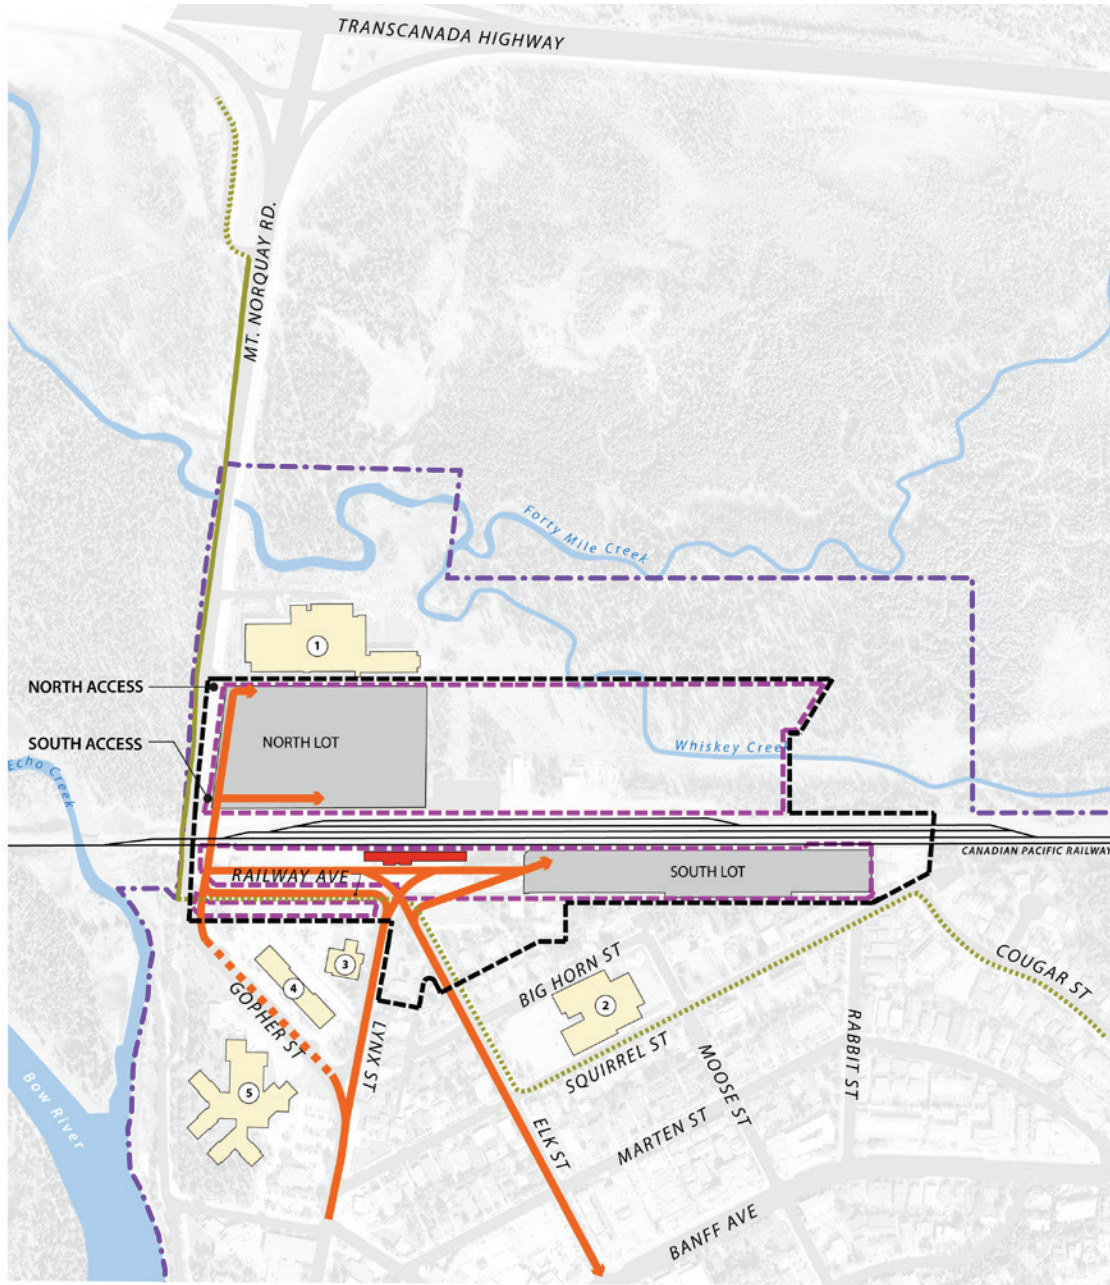 TRANSCANADA HIGHWAY
MT. NORQUAY RD.
Forty Mile Creek
1
NORTH ACCESS
NORTH LOT
SOUTH ACCESS
Whiskey Creek
Echo Creek
CANADIAN PACIFIC RAILWAY
RAILWAY AVE
SOUTH LOT
3
4
BIG HORN ST
2
COUGAR ST
GOPHER ST
LYNX ST
SQUIRREL ST
MOOSE ST
RABBIT ST
5
Bow River
ELK ST
MARTEN ST
BANFF AVE